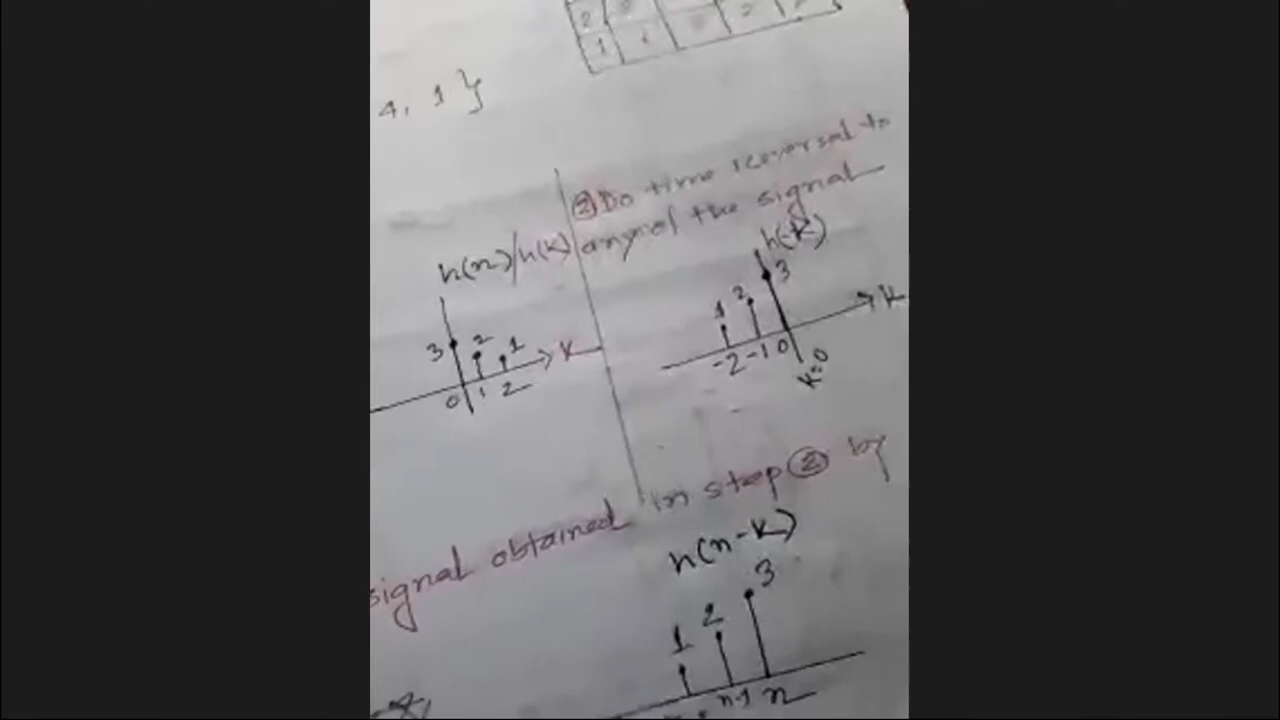 4, 1 }
② Do time reversal to
any of the signal
h(n)/h(k)
3 2 1
0 1 2
K
h(-K)
1 2 3
-2 -1 0
K
K=0
signal obtained in step ② by
h(n-K)
1 2 3
n-1 n